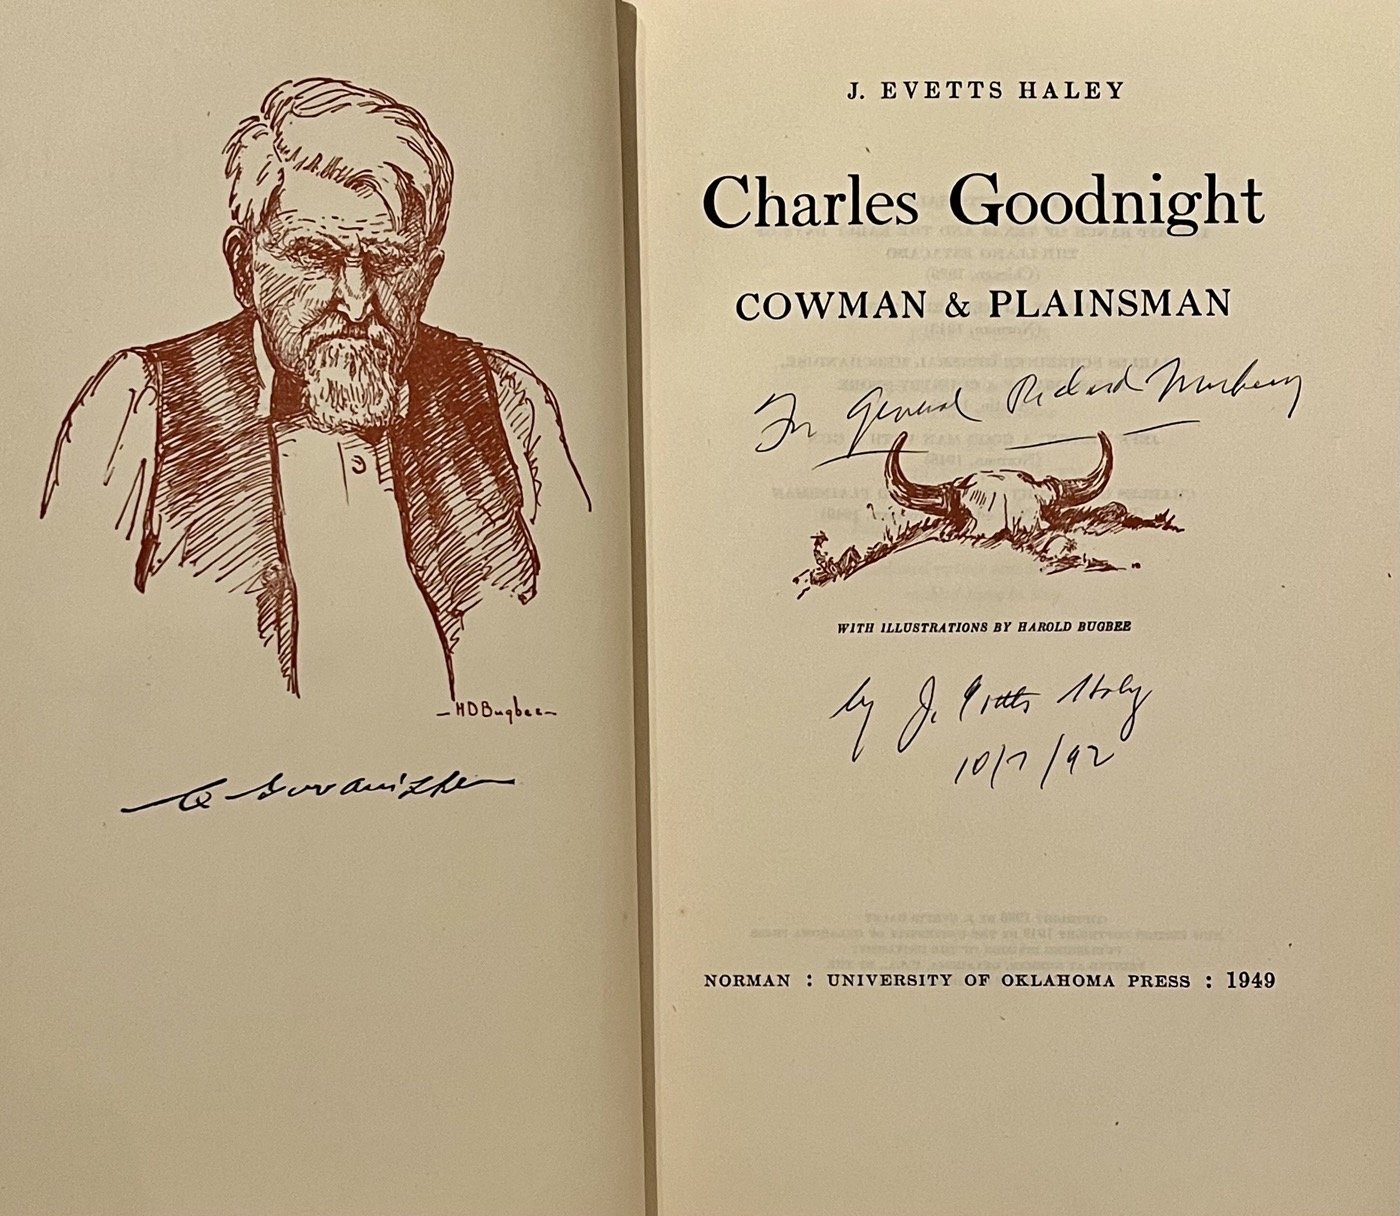 —HDBugbee—
C Goodnight
J. EVETTS HALEY
Charles Goodnight
COWMAN & PLAINSMAN
For General Richard
WITH ILLUSTRATIONS BY HAROLD BUGBEE
by J. Evetts Haley
10/7/92
NORMAN : UNIVERSITY OF OKLAHOMA PRESS : 1949